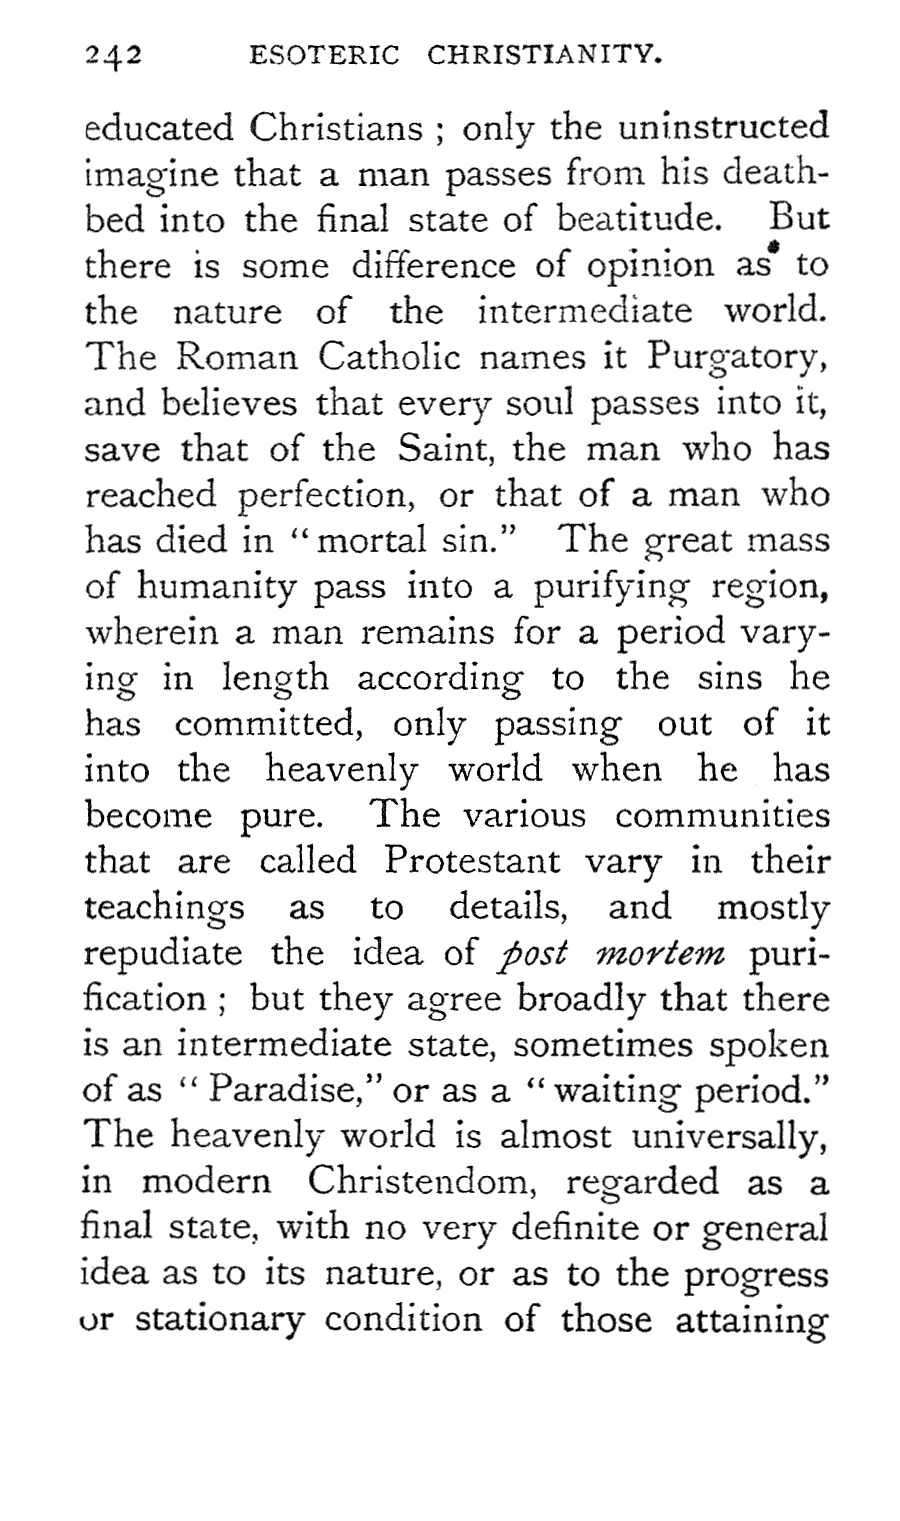 242 ESOTERIC CHRISTIANITY.
educated Christians ; only the uninstructed
imagine that a man passes from his death-
bed into the final state of beatitude. But
there is some difference of opinion as to
the nature of the intermediate world.
The Roman Catholic names it Purgatory,
and believes that every soul passes into it,
save that of the Saint, the man who has
reached perfection, or that of a man who
has died in “mortal sin.” The great mass
of humanity pass into a purifying region,
wherein a man remains for a period vary-
ing in length according to the sins he
has committed, only passing out of it
into the heavenly world when he has
become pure. The various communities
that are called Protestant vary in their
teachings as to details, and mostly
repudiate the idea of post mortem puri-
fication ; but they agree broadly that there
is an intermediate state, sometimes spoken
of as “Paradise,” or as a “waiting period.”
The heavenly world is almost universally,
in modern Christendom, regarded as a
final state, with no very definite or general
idea as to its nature, or as to the progress
or stationary condition of those attaining